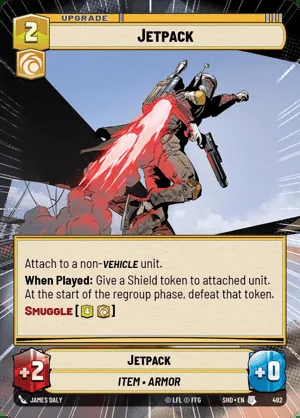 UPGRADE
2
JETPACK
Attach to a non-VEHICLE unit.
When Played: Give a Shield token to attached unit.
At the start of the regroup phase, defeat that token.
SMUGGLE [4]
JETPACK
+2
ITEM • ARMOR
+0
JAMES DALY
© LFL © FFG
SHD • EN
492